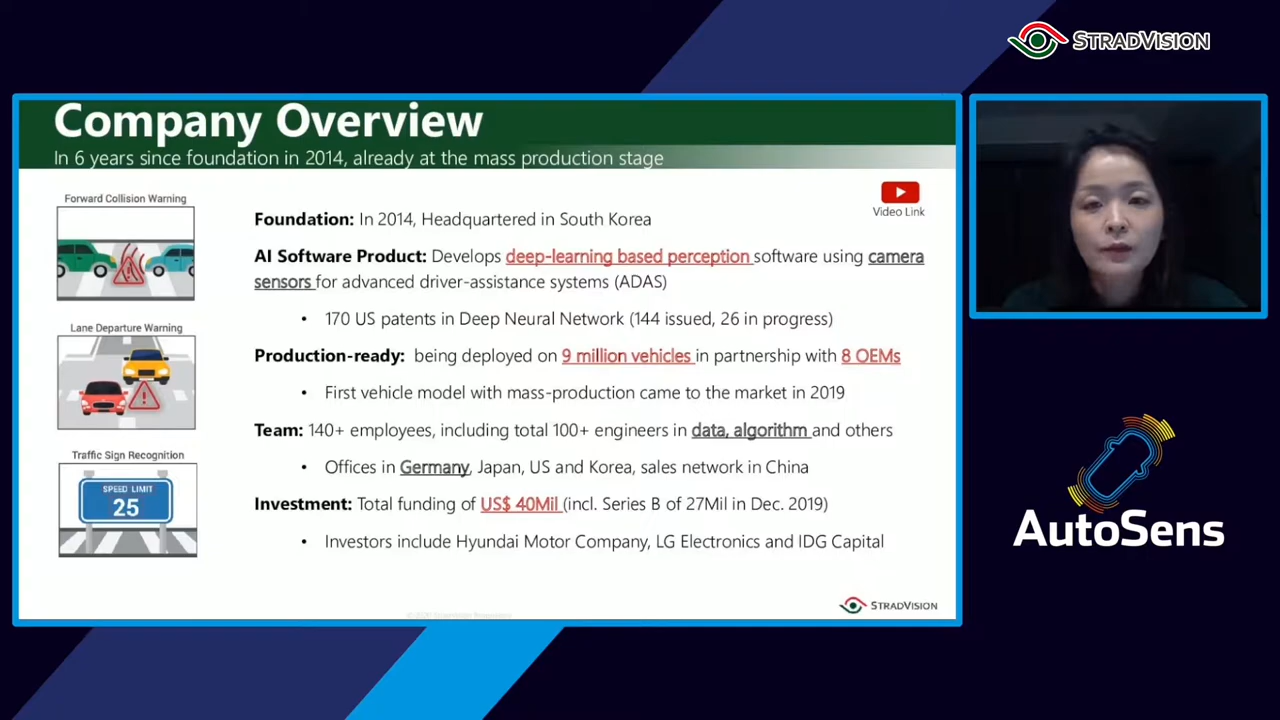 STRADVISION
Company Overview
In 6 years since foundation in 2014, already at the mass production stage
Forward Collision Warning
Lane Departure Warning
Traffic Sign Recognition
SPEED LIMIT
25
Video Link
Foundation: In 2014, Headquartered in South Korea
AI Software Product: Develops deep-learning based perception software using camera
sensors for advanced driver-assistance systems (ADAS)
• 170 US patents in Deep Neural Network (144 issued, 26 in progress)
Production-ready: being deployed on 9 million vehicles in partnership with 8 OEMs
• First vehicle model with mass-production came to the market in 2019
Team: 140+ employees, including total 100+ engineers in data, algorithm and others
• Offices in Germany, Japan, US and Korea, sales network in China
Investment: Total funding of US$ 40Mil (incl. Series B of 27Mil in Dec. 2019)
• Investors include Hyundai Motor Company, LG Electronics and IDG Capital
STRADVISION
AutoSens